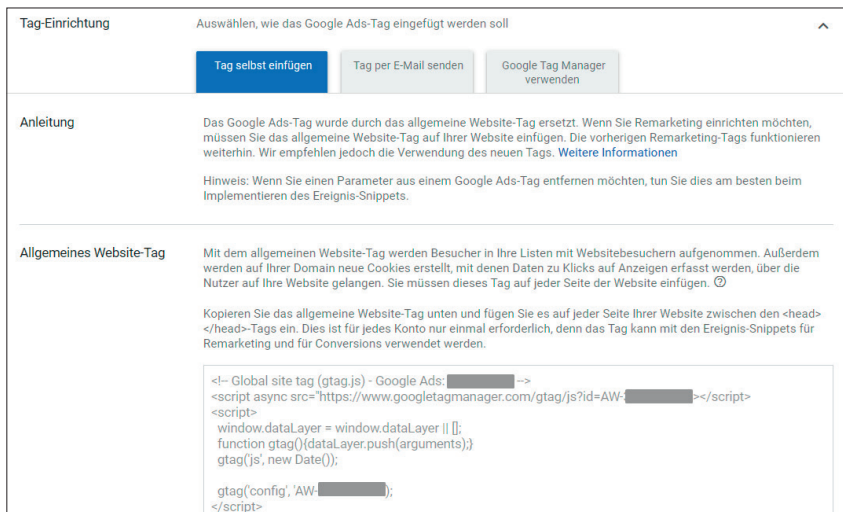 Tag-Einrichtung
Auswählen, wie das Google Ads-Tag eingefügt werden soll
Tag selbst einfügen
Tag per E-Mail senden
Google Tag Manager
verwenden
Anleitung
Das Google Ads-Tag wurde durch das allgemeine Website-Tag ersetzt. Wenn Sie Remarketing einrichten möchten,
müssen Sie das allgemeine Website-Tag auf Ihrer Website einfügen. Die vorherigen Remarketing-Tags funktionieren
weiterhin. Wir empfehlen jedoch die Verwendung des neuen Tags. Weitere Informationen
Hinweis: Wenn Sie einen Parameter aus einem Google Ads-Tag entfernen möchten, tun Sie dies am besten beim
Implementieren des Ereignis-Snippets.
Allgemeines Website-Tag
Mit dem allgemeinen Website-Tag werden Besucher in Ihre Listen mit Websitebesuchern aufgenommen. Außerdem
werden auf Ihrer Domain neue Cookies erstellt, mit denen Daten zu Klicks auf Anzeigen erfasst werden, über die
Nutzer auf Ihre Website gelangen. Sie müssen dieses Tag auf jeder Seite der Website einfügen.
Kopieren Sie das allgemeine Website-Tag unten und fügen Sie es auf jeder Seite Ihrer Website zwischen den <head>
</head>-Tags ein. Dies ist für jedes Konto nur einmal erforderlich, denn das Tag kann mit den Ereignis-Snippets für
Remarketing und für Conversions verwendet werden.
<!-- Global site tag (gtag.js) - Google Ads: -->
<script async src="https://www.googletagmanager.com/gtag/js?id=AW-></script>
<script>
window.dataLayer = window.dataLayer || [];
function gtag(){dataLayer.push(arguments);}
gtag('js', new Date());
gtag('config', 'AW-);
</script>